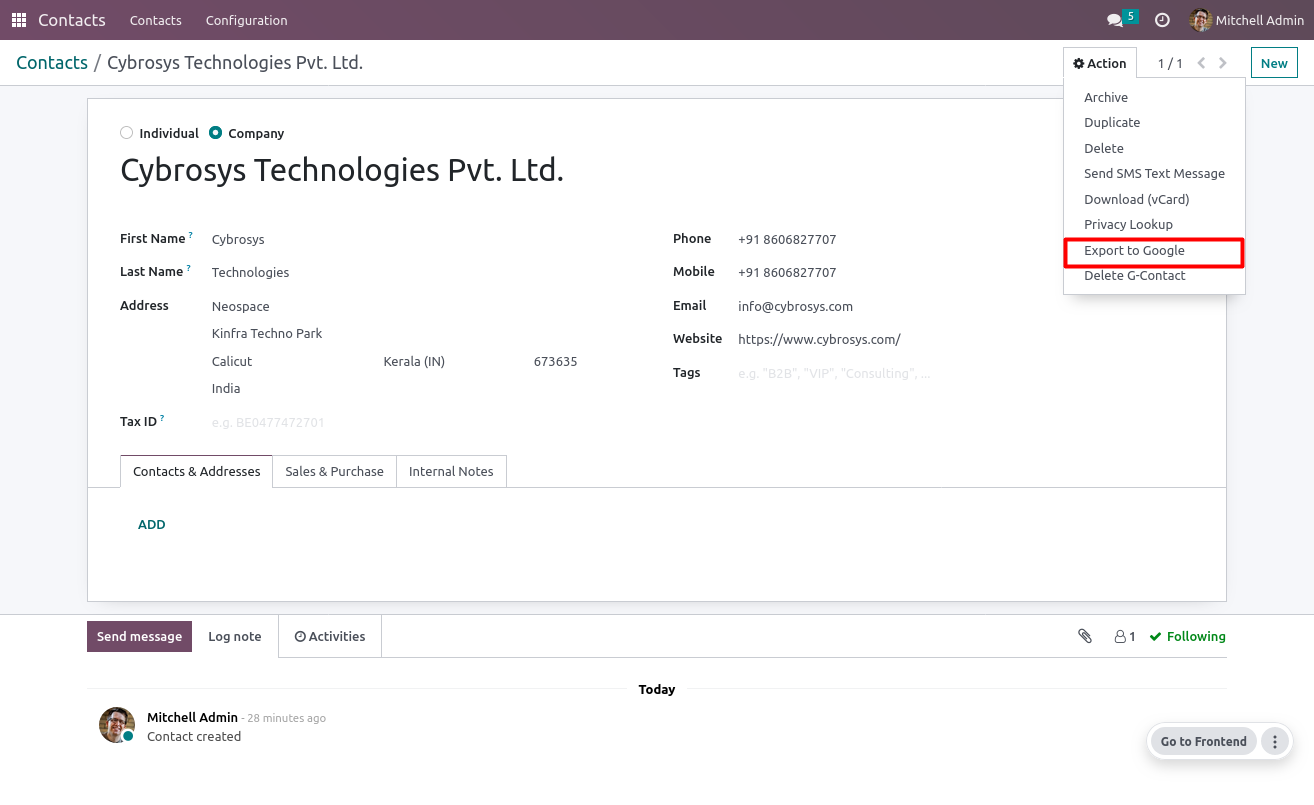 Contacts Contacts Configuration 5 Mitchell Admin
Contacts / Cybrosys Technologies Pvt. Ltd. Action 1 / 1 New
Archive
Duplicate
Delete
Send SMS Text Message
Download (vCard)
Privacy Lookup
Export to Google
Delete G-Contact
Individual Company
Cybrosys Technologies Pvt. Ltd.
First Name ? Cybrosys
Last Name ? Technologies
Address Neospace
Kinfra Techno Park
Calicut Kerala (IN) 673635
India
Tax ID ? e.g. BE0477472701
Phone +91 8606827707
Mobile +91 8606827707
Email info@cybrosys.com
Website https://www.cybrosys.com/
Tags e.g. "B2B", "VIP", "Consulting", ...
Contacts & Addresses Sales & Purchase Internal Notes
ADD
Send message Log note Activities 1 Following
Today
Mitchell Admin - 28 minutes ago
Contact created
Go to Frontend